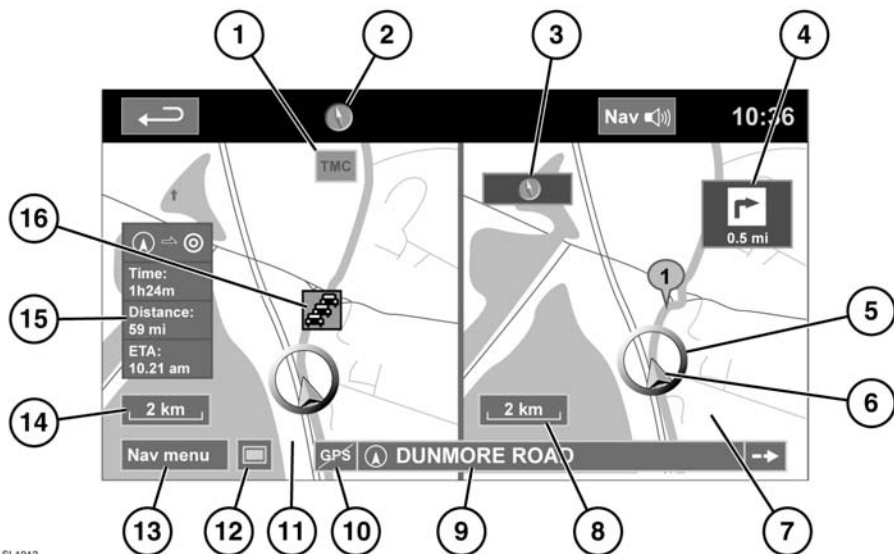 1 2 3 4
Nav 10:36
TMC
0.5 mi
16
Time:
1h24m
1
15
Distance:
59 mi
5
ETA:
10.21 am
14
2 km
2 km
6
Nav menu
GPS DUNMORE ROAD
13 12 11 10 9 8 7